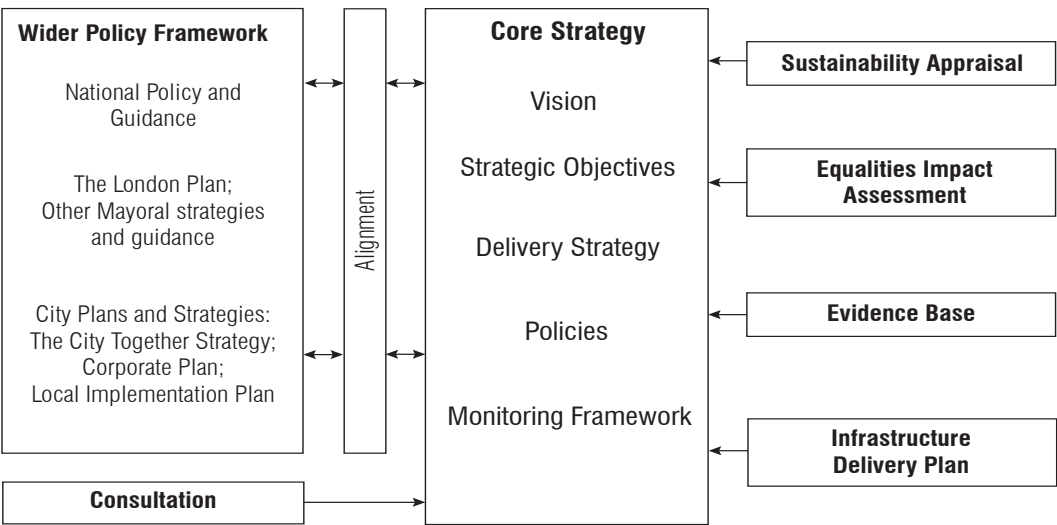 Wider Policy Framework
National Policy and
Guidance
The London Plan;
Other Mayoral strategies
and guidance
City Plans and Strategies:
The City Together Strategy;
Corporate Plan;
Local Implementation Plan
Consultation
Alignment
Core Strategy
Vision
Strategic Objectives
Delivery Strategy
Policies
Monitoring Framework
Sustainability Appraisal
Equalities Impact
Assessment
Evidence Base
Infrastructure
Delivery Plan